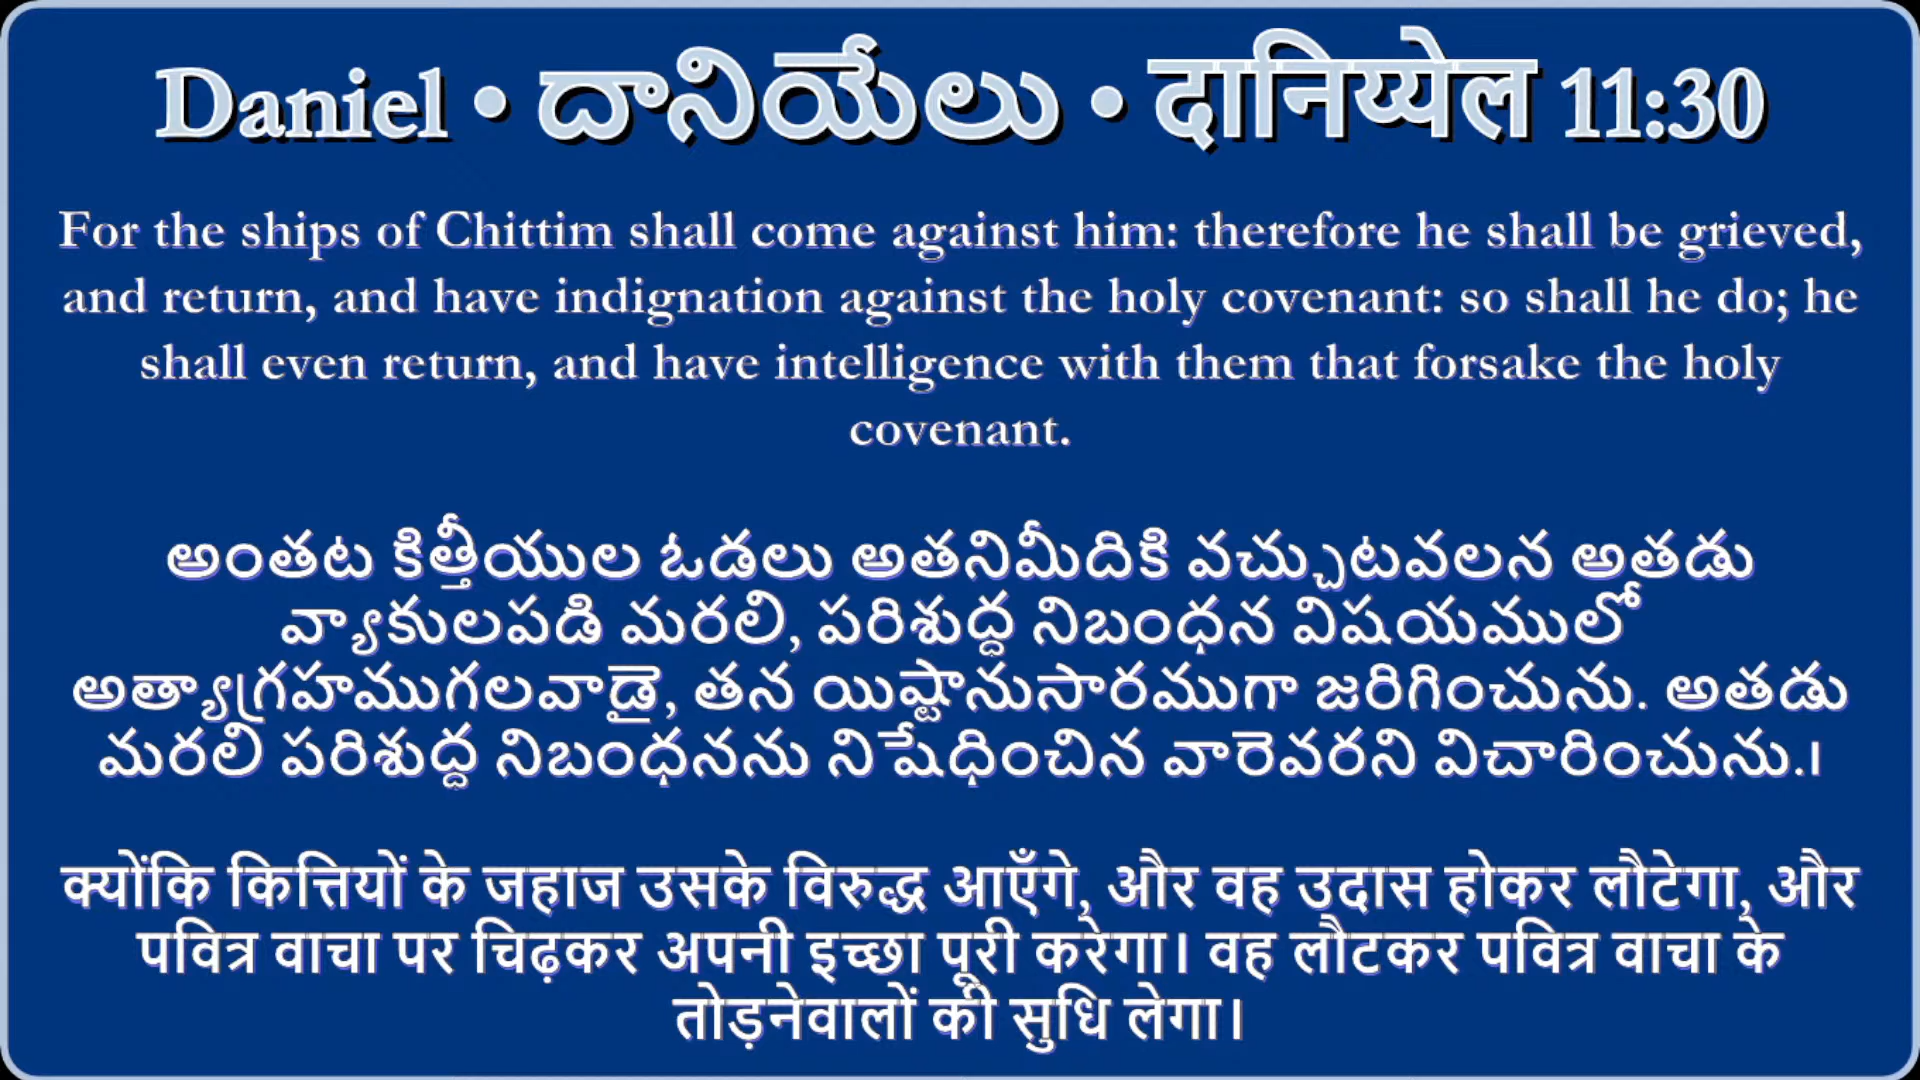 Daniel • దానియేలు • दानिय्येल 11:30
For the ships of Chittim shall come against him: therefore he shall be grieved,
and return, and have indignation against the holy covenant: so shall he do; he
shall even return, and have intelligence with them that forsake the holy
covenant.
అంతట కిత్తీయుల ఓడలు అతనిమీదికి వచ్చుటవలన అతడు
వ్యాకులపడి మరలి, పరిశుద్ధ నిబంధన విషయములో
అత్యాగ్రహముగలవాడై, తన యిష్టానుసారముగా జరిగించును. అతడు
మరలి పరిశుద్ధ నిబంధనను నిషేధించిన వారెవరని విచారించును.।
क्योंकि कित्तियों के जहाज उसके विरुद्ध आएँगे, और वह उदास होकर लौटेगा, और
पवित्र वाचा पर चिढ़कर अपनी इच्छा पूरी करेगा। वह लौटकर पवित्र वाचा के
तोड़नेवालों की सुधि लेगा।